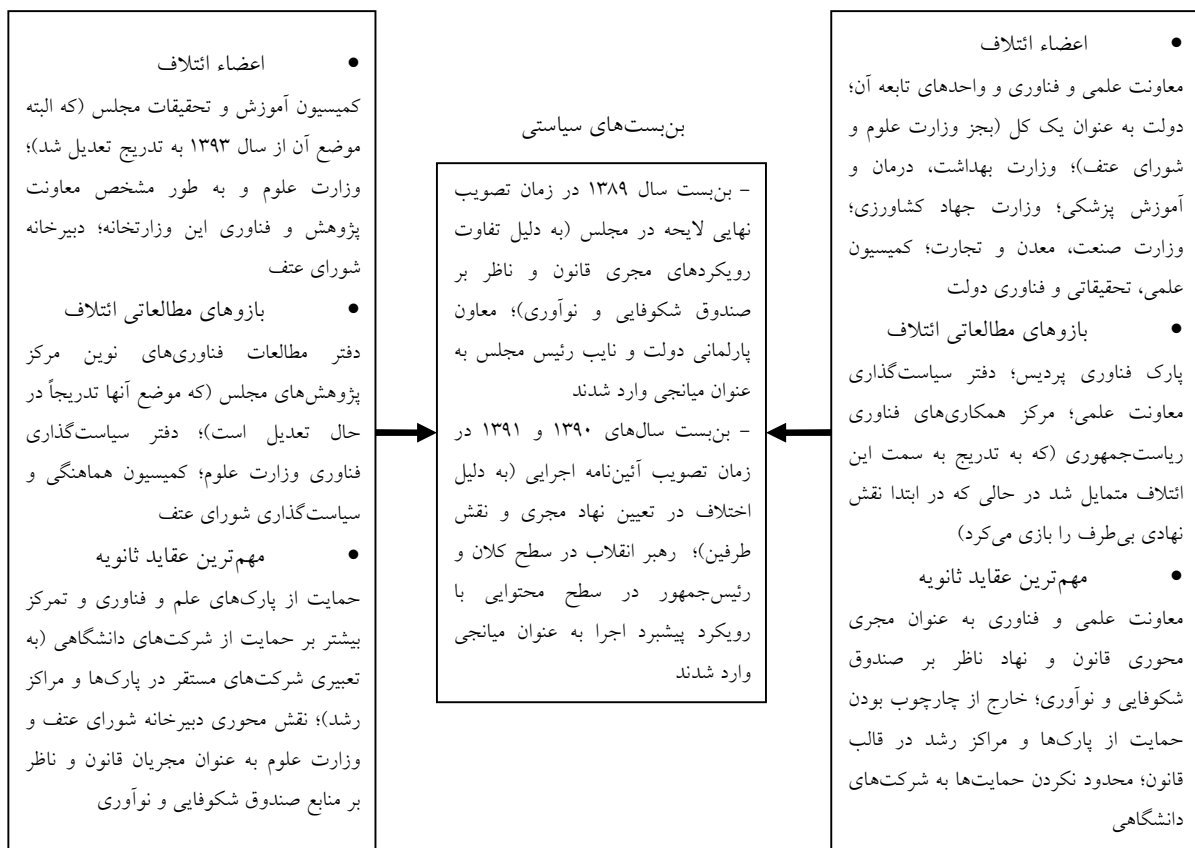 ● اعضاء ائتلاف
معاونت علمی و فناوری و واحدهای تابعه آن؛
دولت به عنوان یک کل (بجز وزارت علوم و
شورای عتف)؛ وزارت بهداشت، درمان و
آموزش پزشکی؛ وزارت جهاد کشاورزی؛
وزارت صنعت، معدن و تجارت؛ کمیسیون
علمی، تحقیقاتی و فناوری دولت
● بازوهای مطالعاتی ائتلاف
پارک فناوری پردیس؛ دفتر سیاست‌گذاری
معاونت علمی؛ مرکز همکاری‌های فناوری
ریاست‌جمهوری (که به تدریج به سمت این
ائتلاف متمایل شد در حالی که در ابتدا نقش
نهادی بی‌طرف را بازی می‌کرد)
● مهم‌ترین عقاید ثانویه
معاونت علمی و فناوری به عنوان مجری
محوری قانون و نهاد ناظر بر صندوق
شکوفایی و نوآوری؛ خارج از چارچوب بودن
حمایت از پارک‌ها و مراکز رشد در قالب
قانون؛ محدود نکردن حمایت‌ها به شرکت‌های
دانشگاهی
بن‌بست‌های سیاستی
- بن‌بست سال ۱۳۸۹ در زمان تصویب
نهایی لایحه در مجلس (به دلیل تفاوت
رویکردهای مجری قانون و ناظر بر
صندوق شکوفایی و نوآوری)؛ معاون
پارلمانی دولت و نایب رئیس مجلس به
عنوان میانجی وارد شدند
- بن‌بست سال‌های ۱۳۹۰ و ۱۳۹۱ در
زمان تصویب آئین‌نامه اجرایی (به دلیل
اختلاف در تعیین نهاد مجری و نقش
طرفین)؛ رهبر انقلاب در سطح کلان و
رئیس‌جمهور در سطح محتوایی با
رویکرد پیشبرد اجرا به عنوان میانجی
وارد شدند
● اعضاء ائتلاف
کمیسیون آموزش و تحقیقات مجلس (که البته
موضع آن از سال ۱۳۹۳ به تدریج تعدیل شد)؛
وزارت علوم و به طور مشخص معاونت
پژوهش و فناوری این وزارتخانه؛ دبیرخانه
شورای عتف
● بازوهای مطالعاتی ائتلاف
دفتر مطالعات فناوری‌های نوین مرکز
پژوهش‌های مجلس (که موضع آنها تدریجاً در
حال تعدیل است)؛ دفتر سیاست‌گذاری
فناوری وزارت علوم؛ کمیسیون هماهنگی و
سیاست‌گذاری شورای عتف
● مهم‌ترین عقاید ثانویه
حمایت از پارک‌های علم و فناوری و تمرکز
بیشتر بر حمایت از شرکت‌های دانشگاهی (به
تعبیری شرکت‌های مستقر در پارک‌ها و مراکز
رشد)؛ نقش محوری دبیرخانه شورای عتف و
وزارت علوم به عنوان مجریان قانون و ناظر
بر منابع صندوق شکوفایی و نوآوری